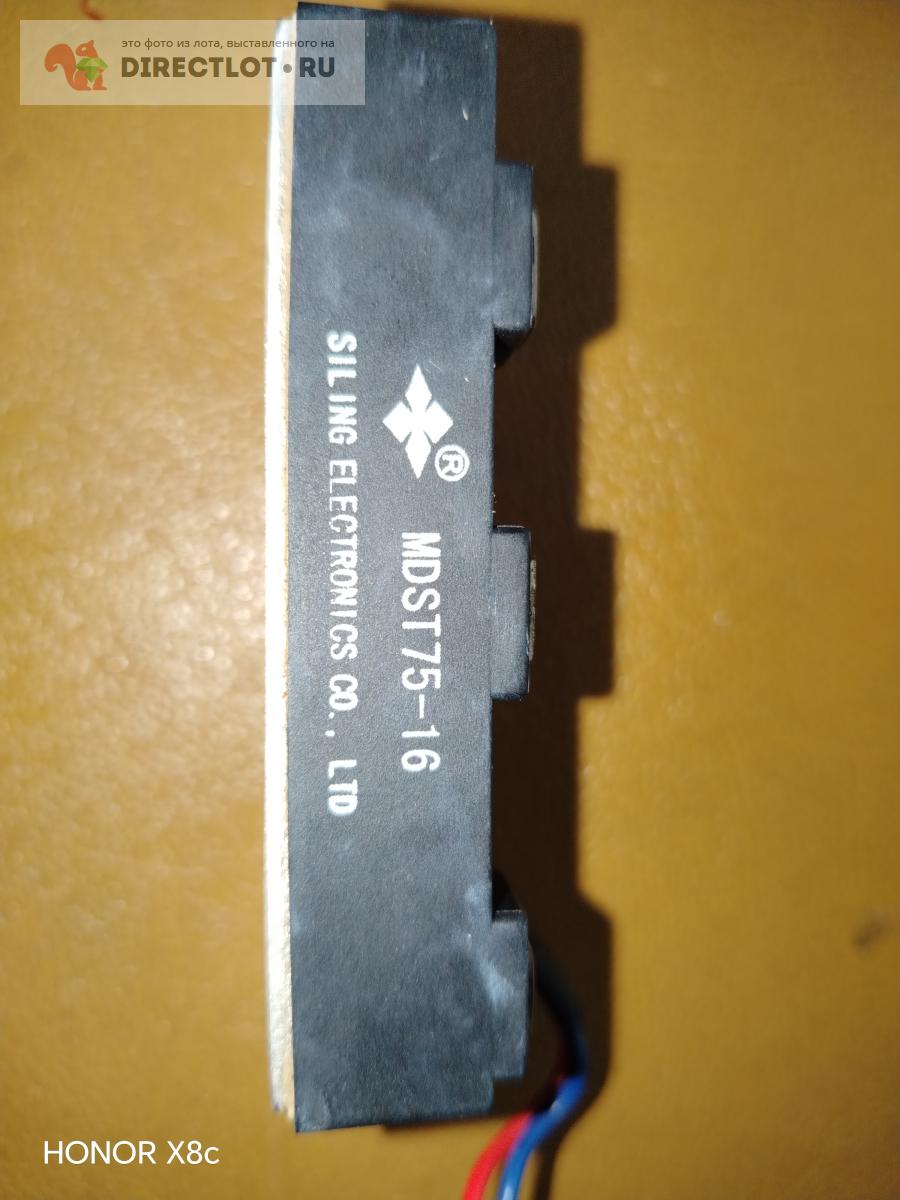 это фото из лота, выставленного на
DIRECTLOT•RU
® MDST75-16
SILING ELECTRONICS CO., LTD
HONOR X8c